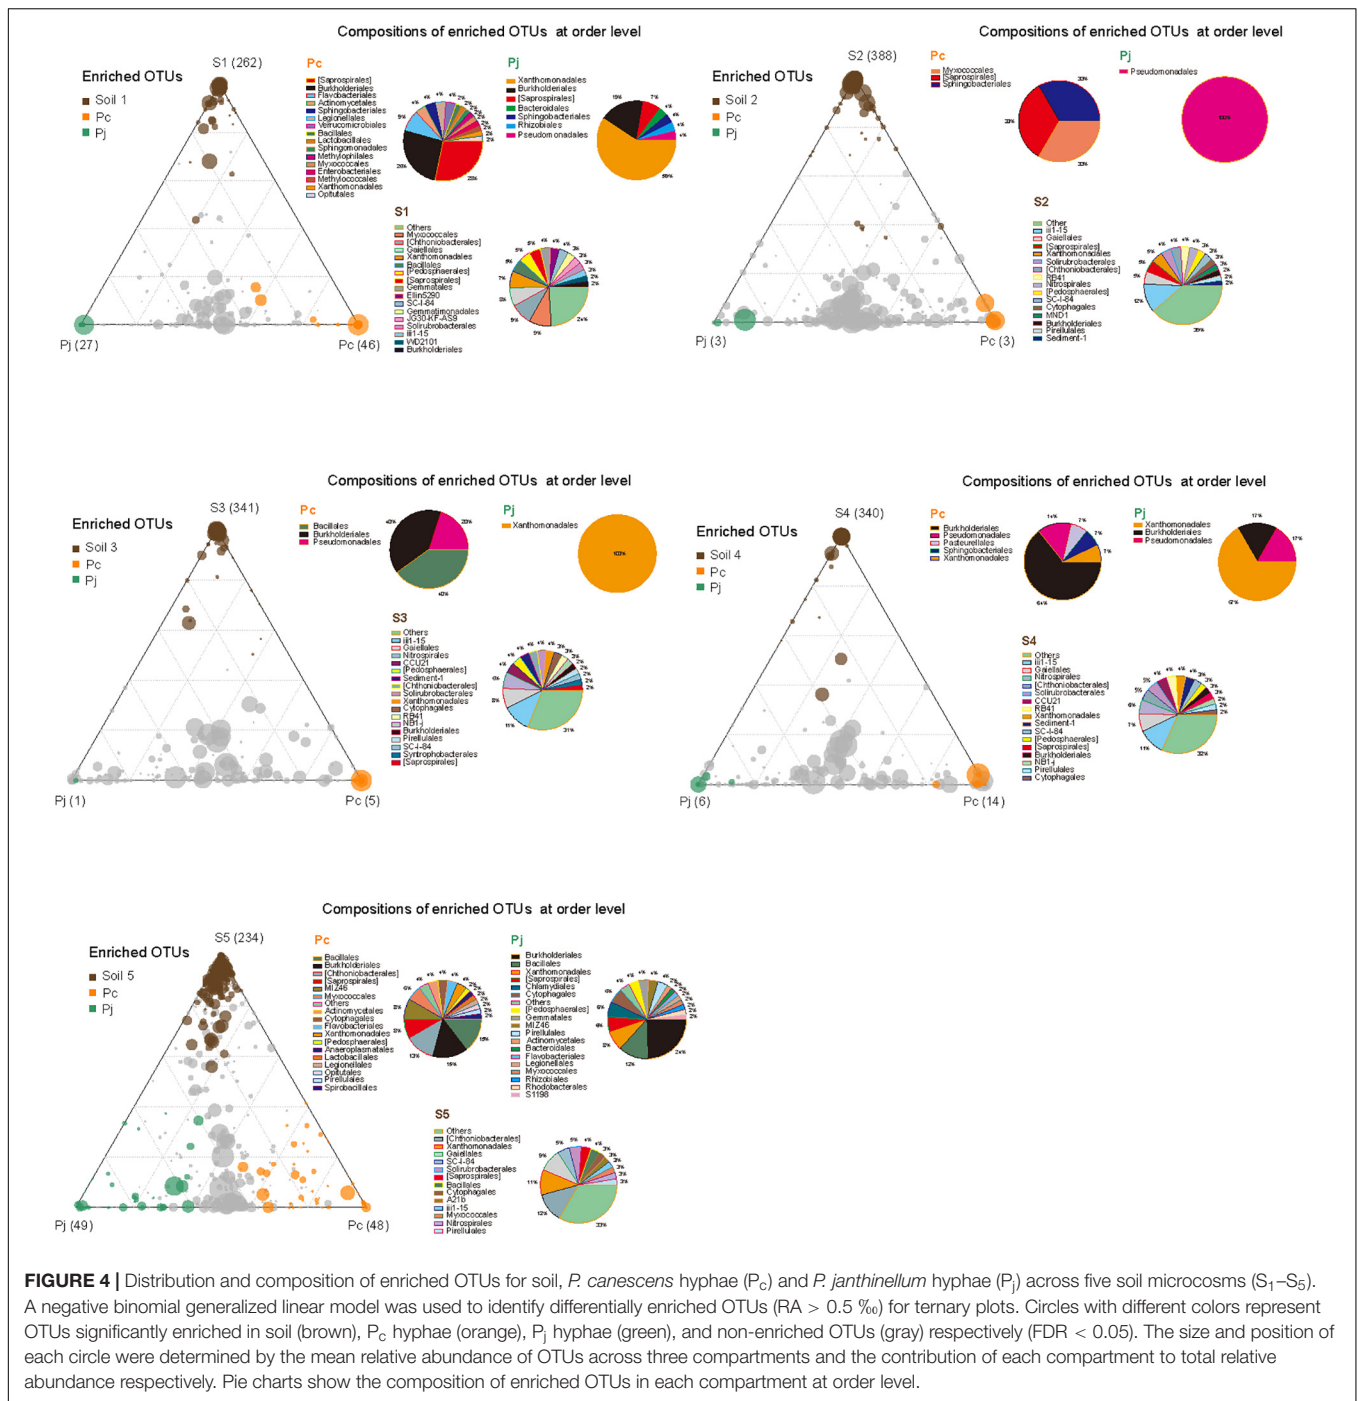 Compositions of enriched OTUs at order level
S1 (262)
Enriched OTUs
Soil 1
Pc
Pj
Pj (27)
Pc (46)
Pc
[Saprospirales]
Burkholderiales
Flavobacteriales
Actinomycetales
Sphingobacteriales
Legionellales
Verrucomicrobiales
Bacillales
Lactobacillales
Sphingomonadales
Methylophilales
Myxococcales
Enterobacteriales
Methylococcales
Xanthomonadales
Opitutales
Pj
Xanthomonadales
Burkholderiales
[Saprospirales]
Bacteroidales
Sphingobacteriales
Rhizobiales
Pseudomonadales
S1
Others
Myxococcales
[Chthoniobacterales]
Gaiellales
Xanthomonadales
Bacillales
[Pedosphaerales]
[Saprospirales]
Gemmatales
Ellin5290
SC-I-84
Gemmatimonadales
JG30-KF-AS9
Solirubrobacterales
iii1-15
WD2101
Burkholderiales
Compositions of enriched OTUs at order level
S2 (388)
Enriched OTUs
Soil 2
Pc
Pj
Pj (3)
Pc (3)
Pc
Myxococcales
[Saprospirales]
Sphingobacteriales
33%
33%
33%
Pj
Pseudomonadales
100%
S2
Other
iii1-15
Gaiellales
[Saprospirales]
Xanthomonadales
Solirubrobacterales
[Chthoniobacterales]
RB41
Nitrospirales
[Pedosphaerales]
SC-I-84
Cytophagales
MND1
Burkholderiales
Pirellulales
Sediment-1
Compositions of enriched OTUs at order level
S3 (341)
Enriched OTUs
Soil 3
Pc
Pj
Pj (1)
Pc (5)
Pc
Bacillales
Burkholderiales
Pseudomonadales
40%
20%
40%
Pj
Xanthomonadales
100%
S3
Others
iii1-15
Gaiellales
Nitrospirales
CCU21
[Pedosphaerales]
Sediment-1
[Chthoniobacterales]
Solirubrobacterales
Xanthomonadales
Cytophagales
RB41
NB1-j
Burkholderiales
Pirellulales
SC-I-84
Syntrophobacterales
[Saprospirales]
Compositions of enriched OTUs at order level
S4 (340)
Enriched OTUs
Soil 4
Pc
Pj
Pj (6)
Pc (14)
Pc
Burkholderiales
Pseudomonadales
Pasteurellales
Sphingobacteriales
Xanthomonadales
14%
7%
7%
7%
64%
Pj
Xanthomonadales
Burkholderiales
Pseudomonadales
17%
17%
67%
S4
Others
iii1-15
Gaiellales
Nitrospirales
[Chthoniobacterales]
Solirubrobacterales
CCU21
RB41
Xanthomonadales
Sediment-1
SC-I-84
[Pedosphaerales]
[Saprospirales]
Burkholderiales
NB1-j
Pirellulales
Cytophagales
Compositions of enriched OTUs at order level
S5 (234)
Enriched OTUs
Soil 5
Pc
Pj
Pj (49)
Pc (48)
Pc
Bacillales
Burkholderiales
[Chthoniobacterales]
[Saprospirales]
MIZ46
Myxococcales
Others
Actinomycetales
Cytophagales
Flavobacteriales
Xanthomonadales
[Pedosphaerales]
Anaeroplasmatales
Lactobacillales
Legionellales
Opitutales
Pirellulales
Spirobacillales
Pj
Burkholderiales
Bacillales
Xanthomonadales
[Saprospirales]
Chlamydiales
Cytophagales
Others
[Pedosphaerales]
Gemmatales
MIZ46
Pirellulales
Actinomycetales
Bacteroidales
Flavobacteriales
Legionellales
Myxococcales
Rhizobiales
Rhodobacterales
S1198
S5
Others
[Chthoniobacterales]
Xanthomonadales
Gaiellales
SC-I-84
Solirubrobacterales
[Saprospirales]
Bacillales
Cytophagales
A21b
iii1-15
Myxococcales
Nitrospirales
Pirellulales
FIGURE 4 | Distribution and composition of enriched OTUs for soil, P. canescens hyphae (Pc) and P. janthinellum hyphae (Pj) across five soil microcosms (S1–S5).
A negative binomial generalized linear model was used to identify differentially enriched OTUs (RA > 0.5 ‰) for ternary plots. Circles with different colors represent
OTUs significantly enriched in soil (brown), Pc hyphae (orange), Pj hyphae (green), and non-enriched OTUs (gray) respectively (FDR < 0.05). The size and position of
each circle were determined by the mean relative abundance of OTUs across three compartments and the contribution of each compartment to total relative
abundance respectively. Pie charts show the composition of enriched OTUs in each compartment at order level.